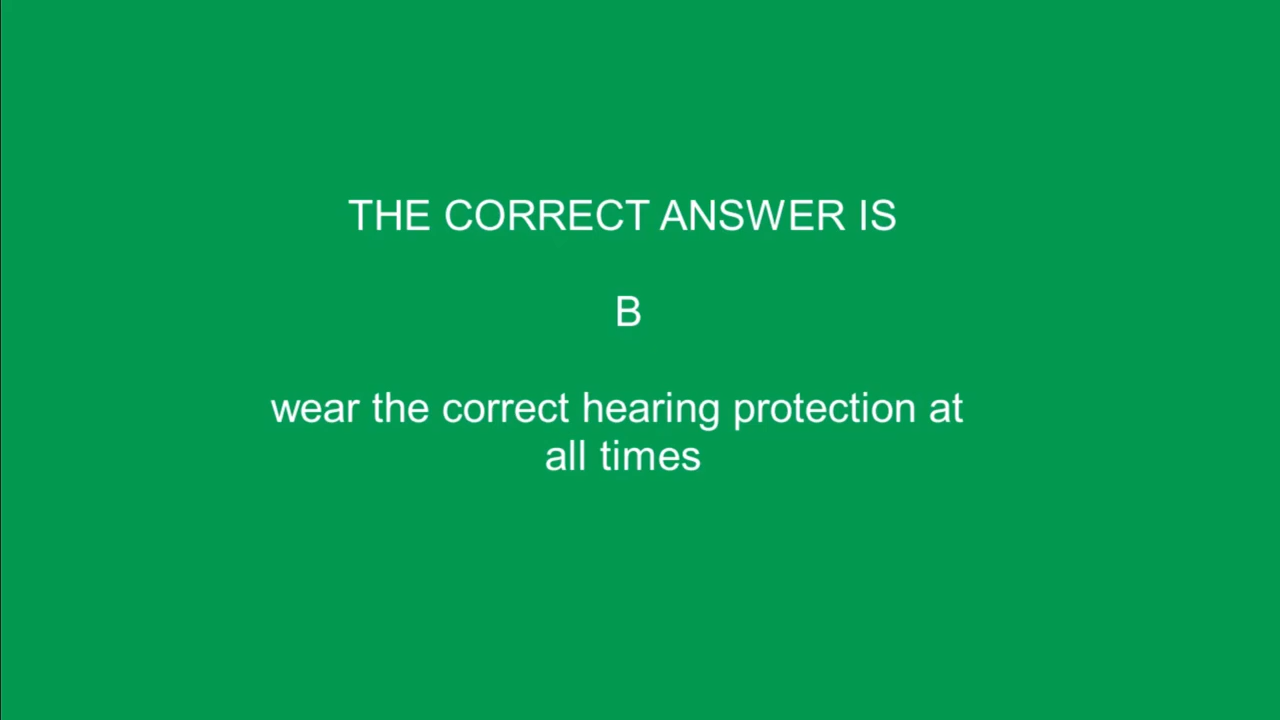 THE CORRECT ANSWER IS
B
wear the correct hearing protection at
all times